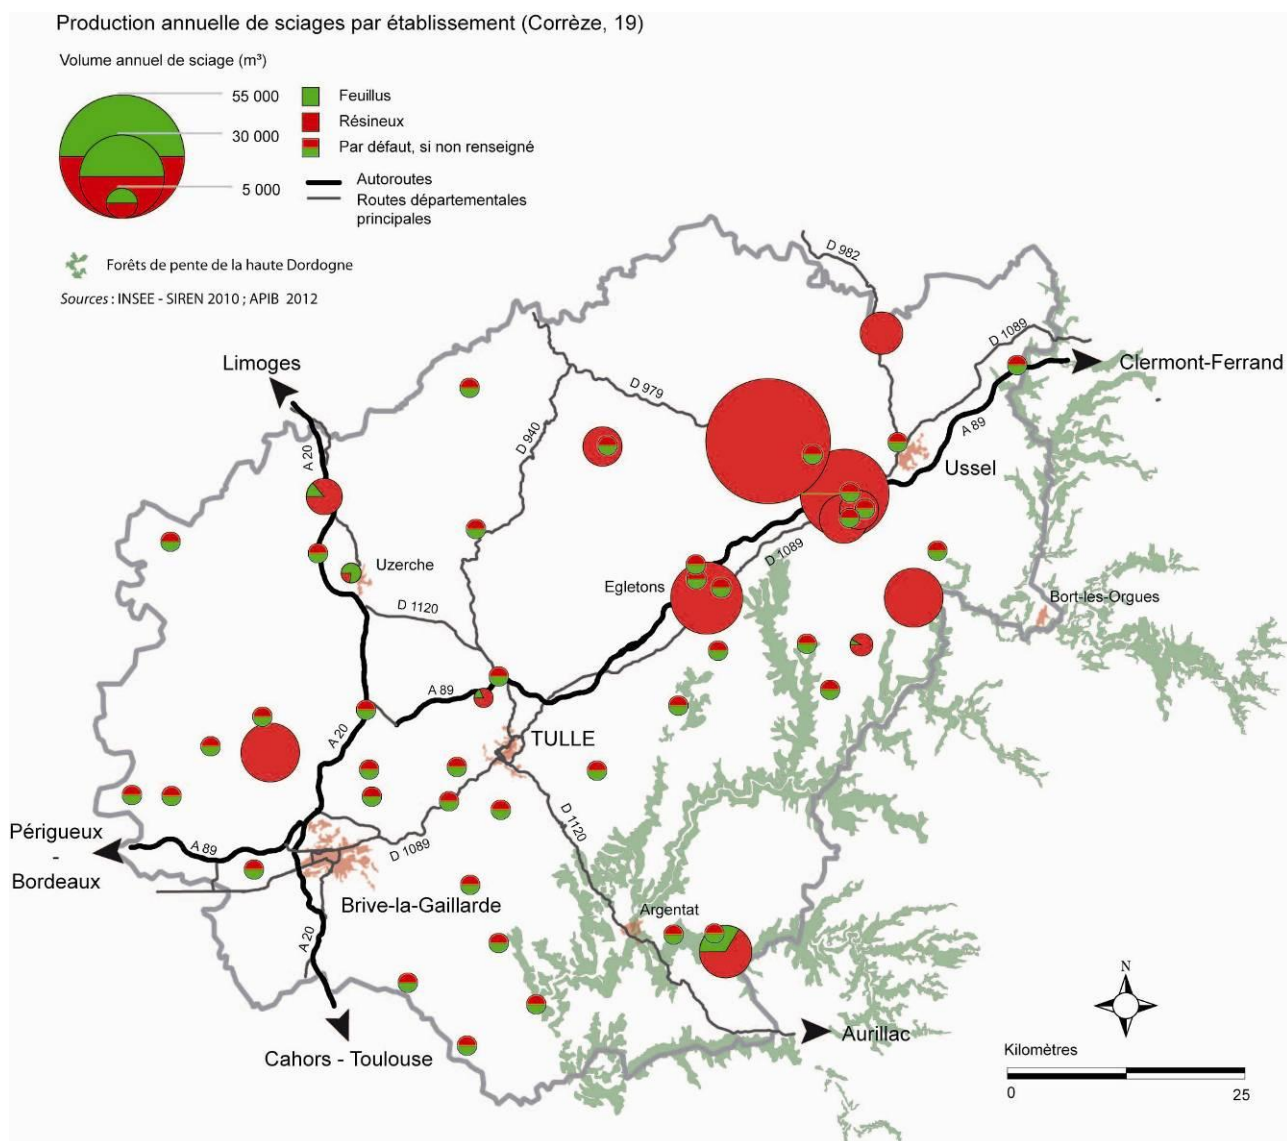 Production annuelle de sciages par établissement (Corrèze, 19)
Volume annuel de sciage (m³)
55 000
30 000
5 000
Feuillus
Résineux
Par défaut, si non renseigné
Autoroutes
Routes départementales
principales
Forêts de pente de la haute Dordogne
Sources : INSEE - SIREN 2010 ; APIB 2012
D 982
D 1089
Limoges
Clermont-Ferrand
D 979
A 20
D 940
A 89
Ussel
Uzerche
D 1089
Egletons
Bort-les-Orgues
D 1120
A 89
A 20
TULLE
Périgueux
-
Bordeaux
A 89
D 1089
D 1120
Brive-la-Gaillarde
Argentat
A 20
N
Cahors - Toulouse
Aurillac
Kilomètres
0
25